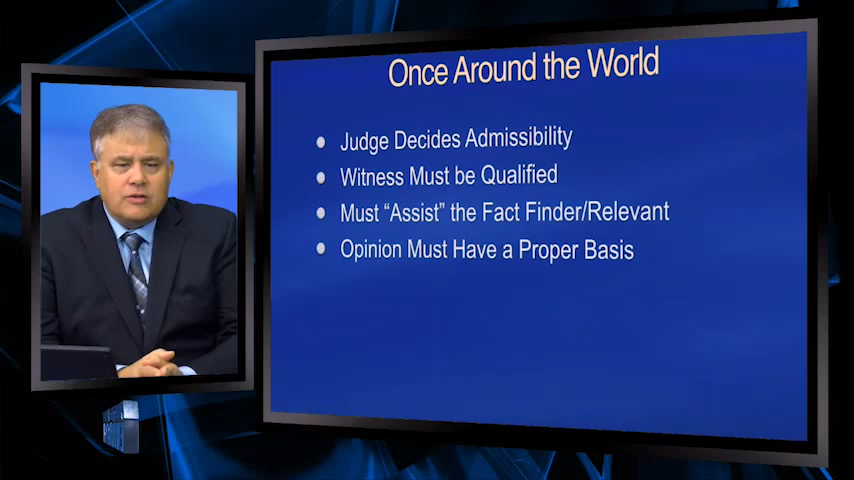 Once Around the World
• Judge Decides Admissibility
• Witness Must be Qualified
• Must “Assist” the Fact Finder/Relevant
• Opinion Must Have a Proper Basis